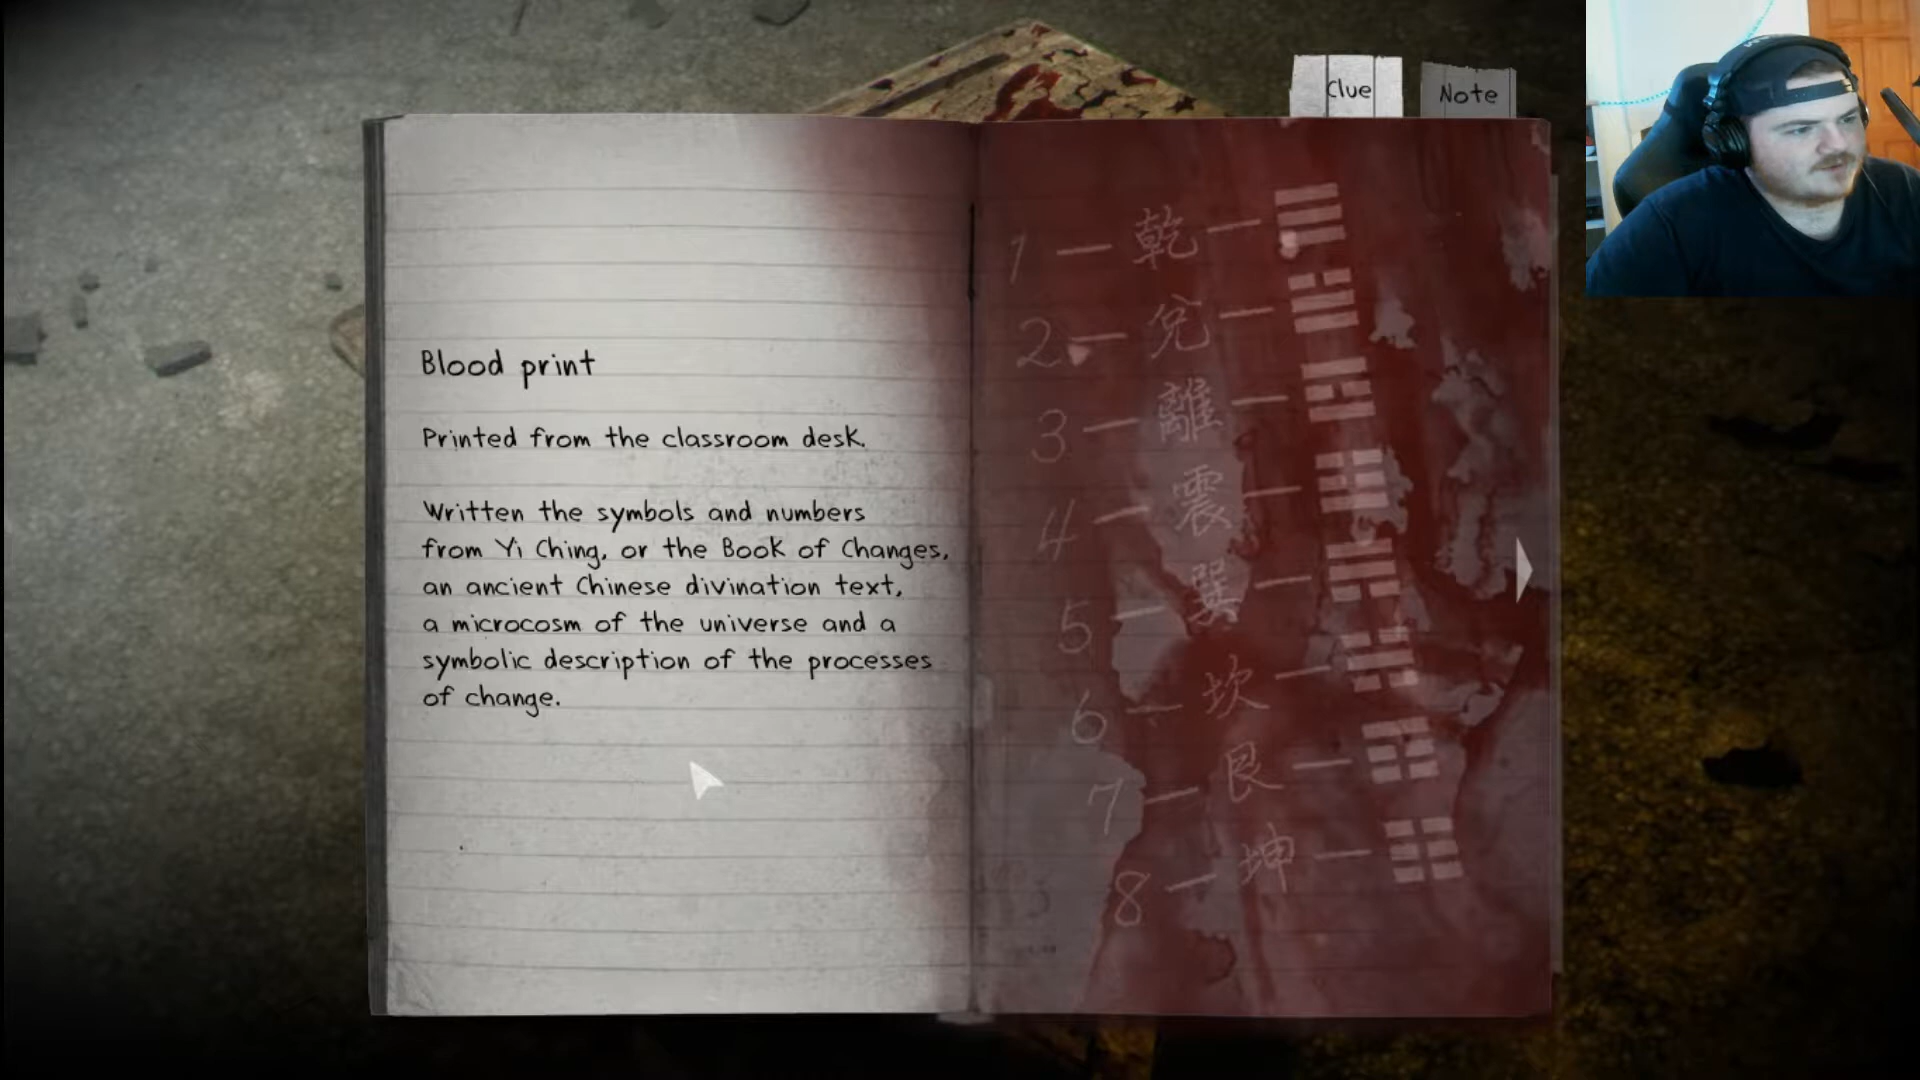 Clue
Note
Blood print
Printed from the classroom desk.
Written the symbols and numbers
from Yi Ching, or the Book of Changes,
an ancient Chinese divination text,
a microcosm of the universe and a
symbolic description of the processes
of change.
1 — 乾 — ☰
2 — 兌 — ☱
3 — 離 — ☲
4 — 震 — ☳
5 — 巽 — ☴
6 — 坎 — ☵
7 — 艮 — ☶
8 — 坤 — ☷